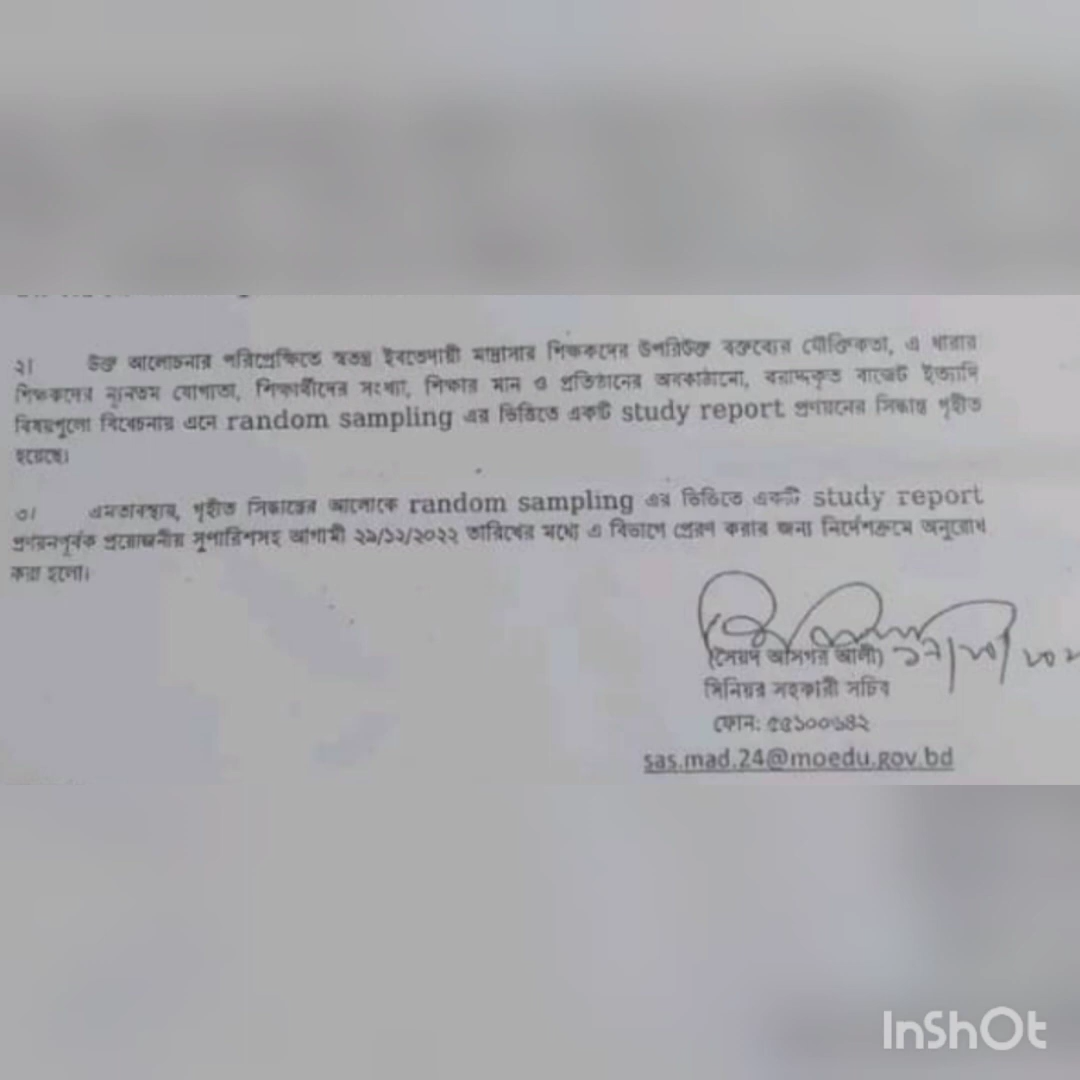 ২।    উক্ত আলোচনার পরিপ্রেক্ষিতে স্বতন্ত্র ইবতেদায়ী মাদ্রাসার শিক্ষকদের উপরিউক্ত বক্তব্যের যৌক্তিকতা, এ ধারার
শিক্ষকদের ন্যূনতম যোগ্যতা, শিক্ষার্থীদের সংখ্যা, শিক্ষার মান ও প্রতিষ্ঠানের অবকাঠামো, বরাদ্দকৃত বাজেট ইত্যাদি
বিষয়গুলো বিবেচনায় এনে random sampling এর ভিত্তিতে একটি study report প্রণয়নের সিদ্ধান্ত গৃহীত
হয়েছে।
৩।    এমতাবস্থায়, গৃহীত সিদ্ধান্তের আলোকে random sampling এর ভিত্তিতে একটি study report
প্রণয়নপূর্বক প্রয়োজনীয় সুপারিশসহ আগামী ২৯/১২/২০২২ তারিখের মধ্যে এ বিভাগে প্রেরণ করার জন্য নির্দেশক্রমে অনুরোধ
করা হলো।
(সৈয়দ আসগর আলী)
সিনিয়র সহকারী সচিব
ফোন:
sas.mad.24@moedu.gov.bd
InShOt